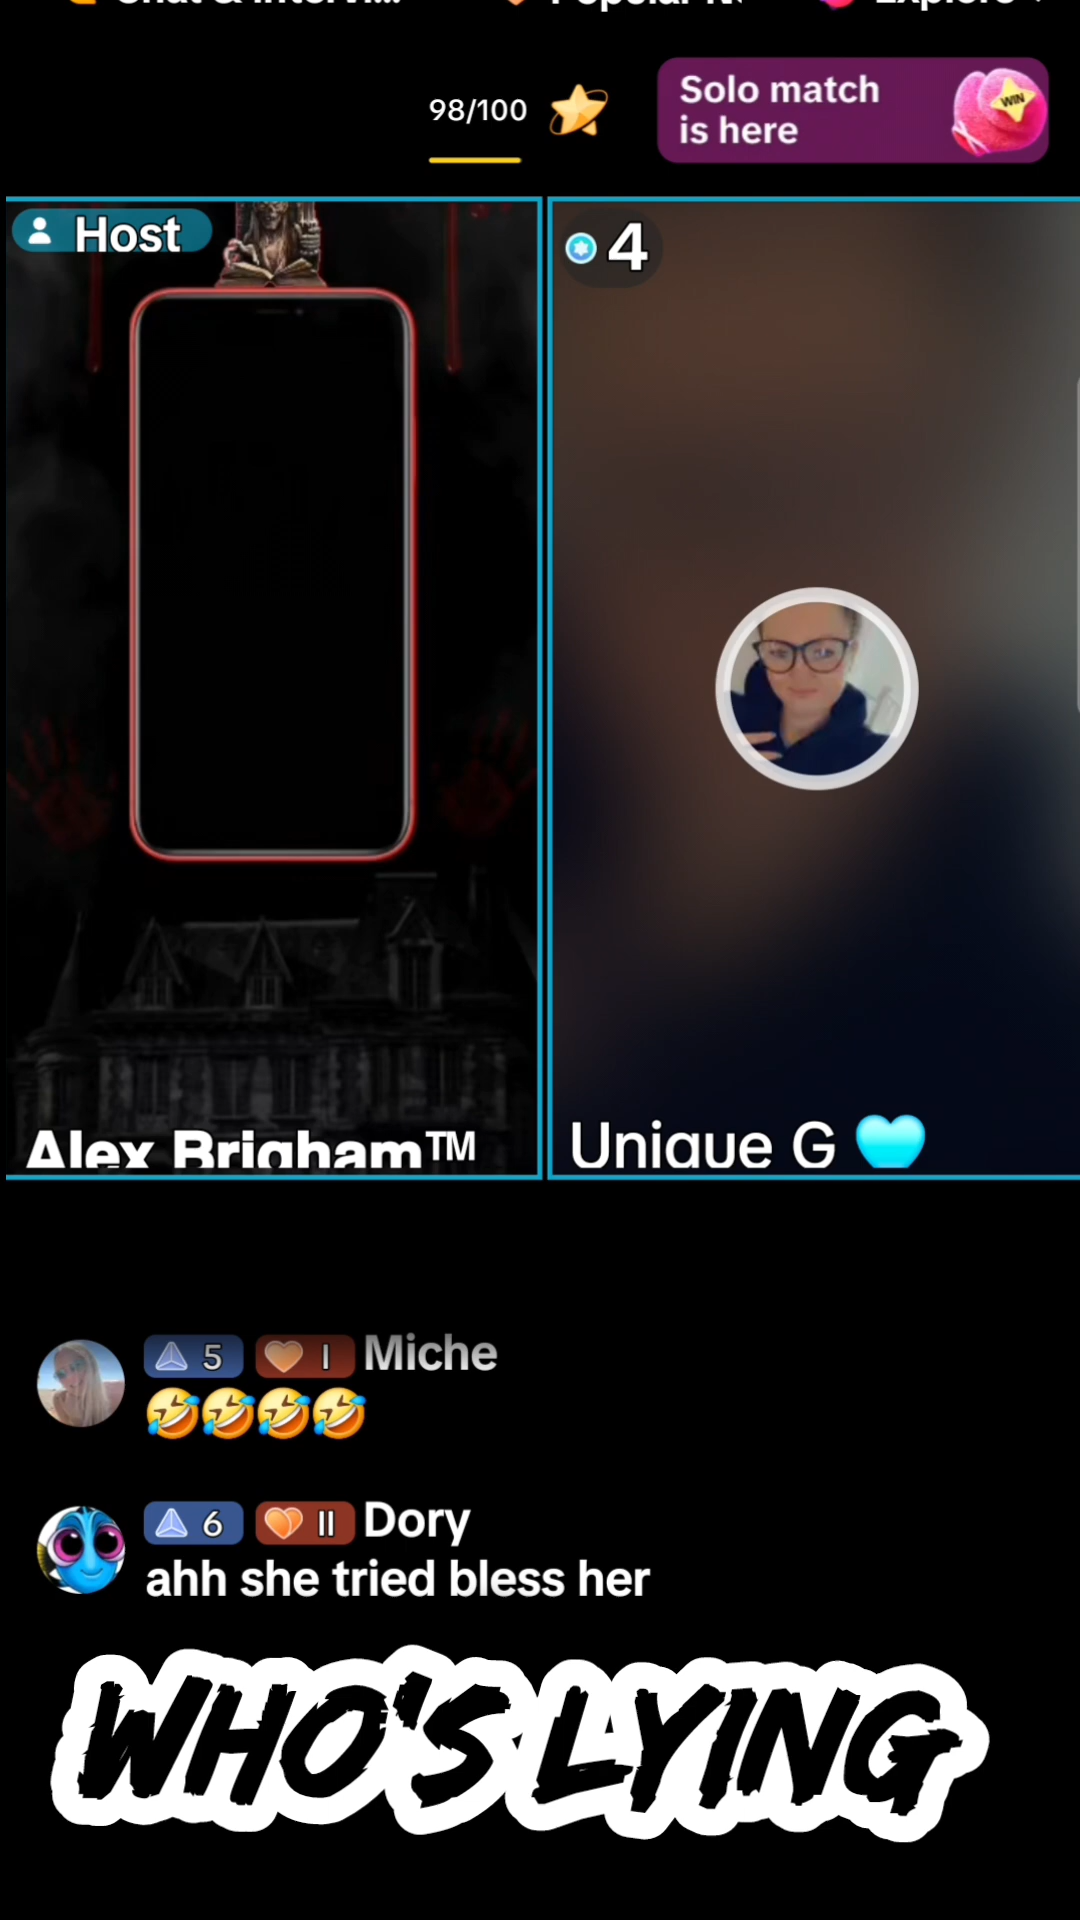 98/100
Solo match
is here
WIN
Host
4
Alex Brigham™
Unique G
5 I Miche
6 II Dory
ahh she tried bless her
WHO'S LYING